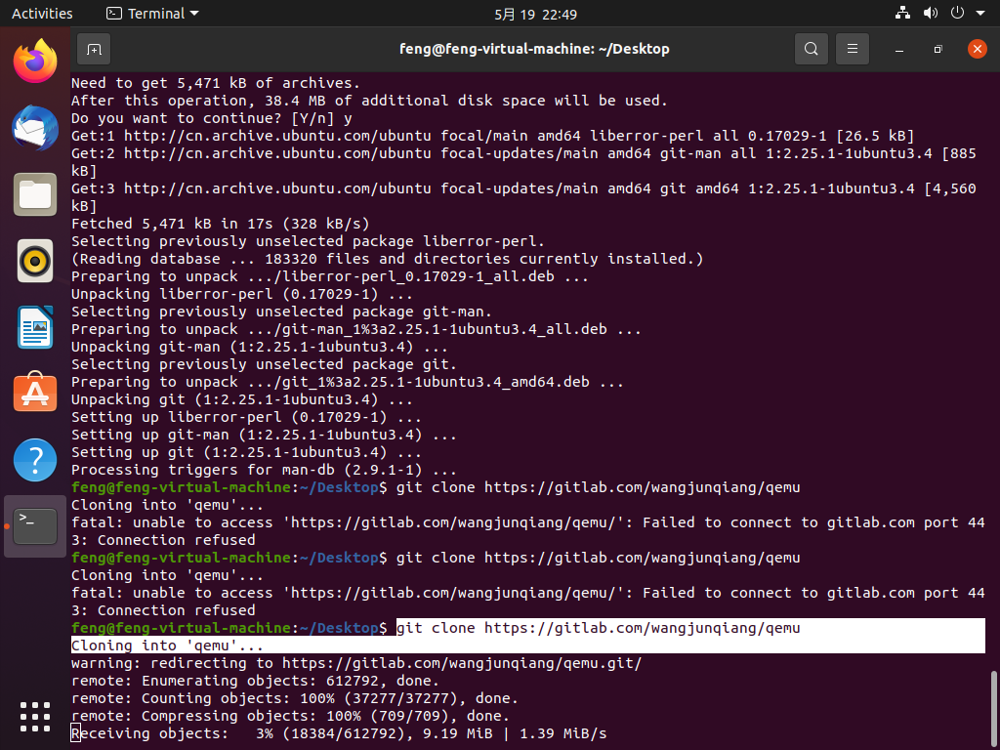 Activities
Terminal
5月 19 22:49
feng@feng-virtual-machine: ~/Desktop
Need to get 5,471 kB of archives.
After this operation, 38.4 MB of additional disk space will be used.
Do you want to continue? [Y/n] y
Get:1 http://cn.archive.ubuntu.com/ubuntu focal/main amd64 liberror-perl all 0.17029-1 [26.5 kB]
Get:2 http://cn.archive.ubuntu.com/ubuntu focal-updates/main amd64 git-man all 1:2.25.1-1ubuntu3.4 [885
kB]
Get:3 http://cn.archive.ubuntu.com/ubuntu focal-updates/main amd64 git amd64 1:2.25.1-1ubuntu3.4 [4,560
kB]
Fetched 5,471 kB in 17s (328 kB/s)
Selecting previously unselected package liberror-perl.
(Reading database ... 183320 files and directories currently installed.)
Preparing to unpack .../liberror-perl_0.17029-1_all.deb ...
Unpacking liberror-perl (0.17029-1) ...
Selecting previously unselected package git-man.
Preparing to unpack .../git-man_1%3a2.25.1-1ubuntu3.4_all.deb ...
Unpacking git-man (1:2.25.1-1ubuntu3.4) ...
Selecting previously unselected package git.
Preparing to unpack .../git_1%3a2.25.1-1ubuntu3.4_amd64.deb ...
Unpacking git (1:2.25.1-1ubuntu3.4) ...
Setting up liberror-perl (0.17029-1) ...
Setting up git-man (1:2.25.1-1ubuntu3.4) ...
Setting up git (1:2.25.1-1ubuntu3.4) ...
Processing triggers for man-db (2.9.1-1) ...
feng@feng-virtual-machine:~/Desktop$ git clone https://gitlab.com/wangjunqiang/qemu
Cloning into 'qemu'...
fatal: unable to access 'https://gitlab.com/wangjunqiang/qemu/': Failed to connect to gitlab.com port 44
3: Connection refused
feng@feng-virtual-machine:~/Desktop$ git clone https://gitlab.com/wangjunqiang/qemu
Cloning into 'qemu'...
fatal: unable to access 'https://gitlab.com/wangjunqiang/qemu/': Failed to connect to gitlab.com port 44
3: Connection refused
feng@feng-virtual-machine:~/Desktop$ git clone https://gitlab.com/wangjunqiang/qemu
Cloning into 'qemu'...
warning: redirecting to https://gitlab.com/wangjunqiang/qemu.git/
remote: Enumerating objects: 612792, done.
remote: Counting objects: 100% (37277/37277), done.
remote: Compressing objects: 100% (709/709), done.
Receiving objects:   3% (18384/612792), 9.19 MiB | 1.39 MiB/s